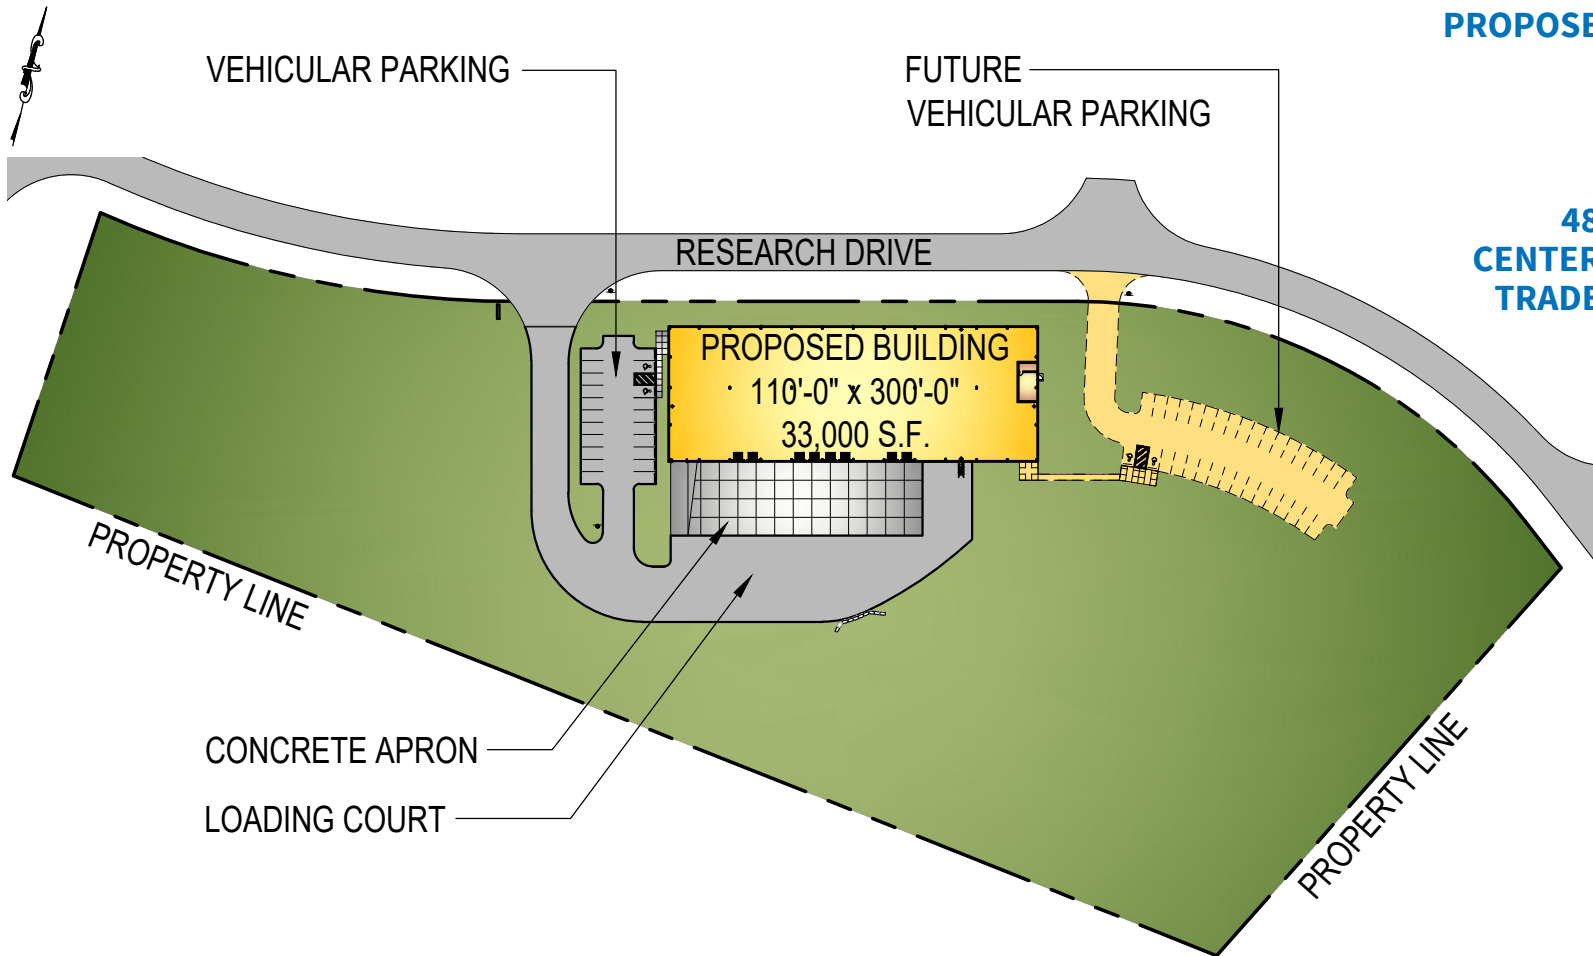 PROPOSE
VEHICULAR PARKING
FUTURE
VEHICULAR PARKING
48
CENTER
TRADE
RESEARCH DRIVE
PROPOSED BUILDING
110'-0" x 300'-0"
33,000 S.F.
PROPERTY LINE
CONCRETE APRON
LOADING COURT
PROPERTY LINE